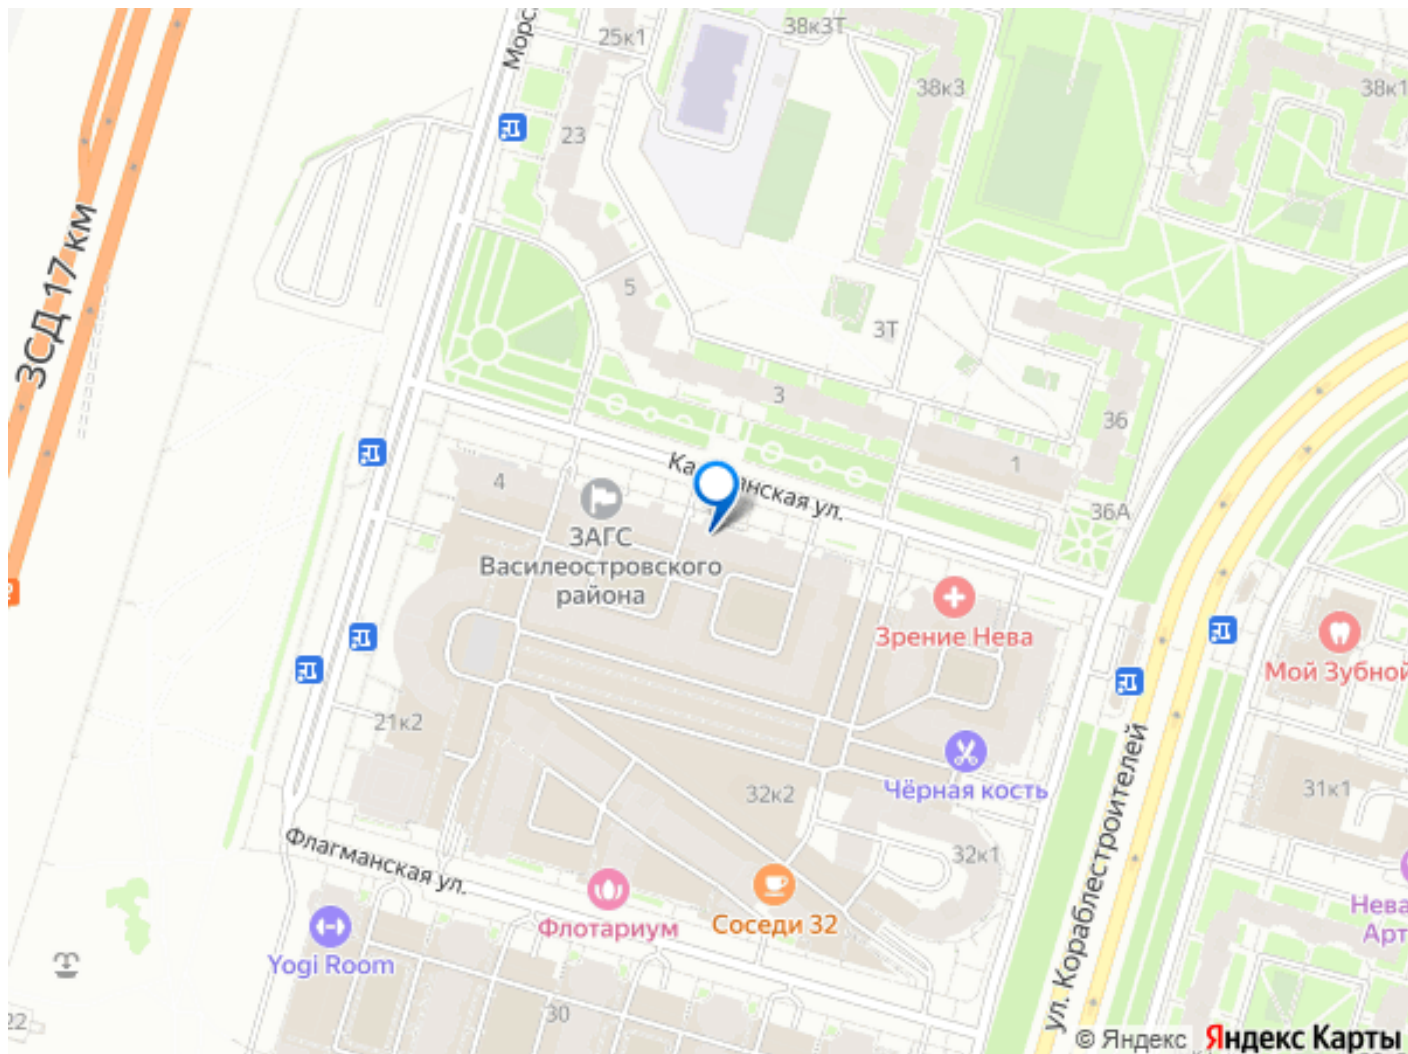 Морс
25к1
38к3Т
38к3
38к1
23
ЗСД 17 км
5
3Т
3
36
1
36А
Ка
анская ул.
4
ЗАГС
Василеостровского
района
Зрение Нева
Мой Зубной
21к2
32к2
Чёрная кость
31к1
ул. Кораблестроителей
Флагманская ул.
32к1
Флотариум
Соседи 32
Нева
Арт
Yogi Room
30
22
© Яндекс Яндекс Карты